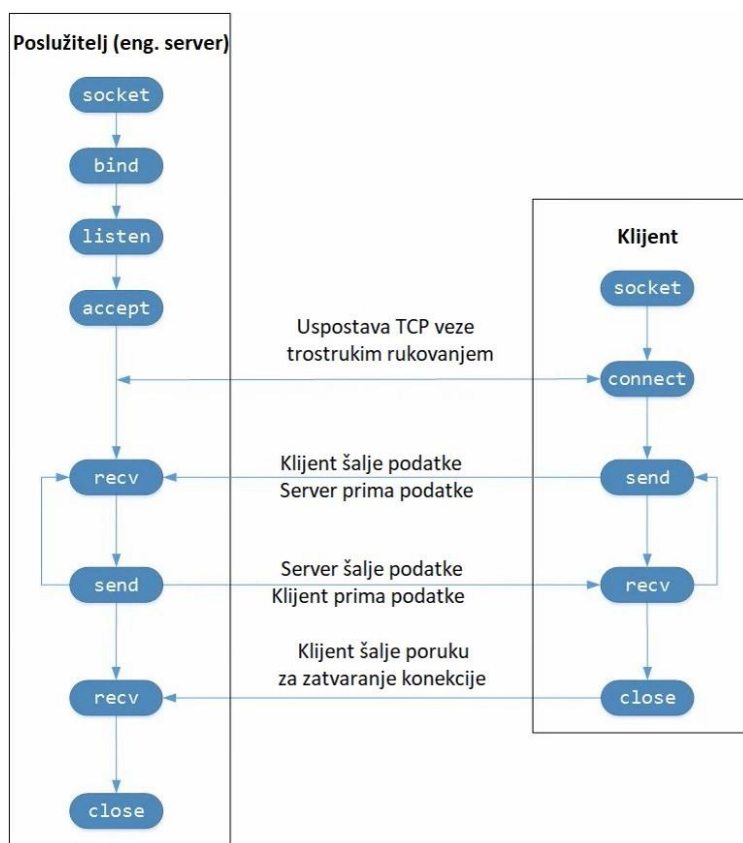 Poslužitelj (eng. server)
socket
bind
listen
accept
Klijent
socket
Uspostava TCP veze
trostrukim rukovanjem
connect
recv
Klijent šalje podatke
Server prima podatke
send
send
Server šalje podatke
Klijent prima podatke
recv
recv
Klijent šalje poruku
za zatvaranje konekcije
close
close